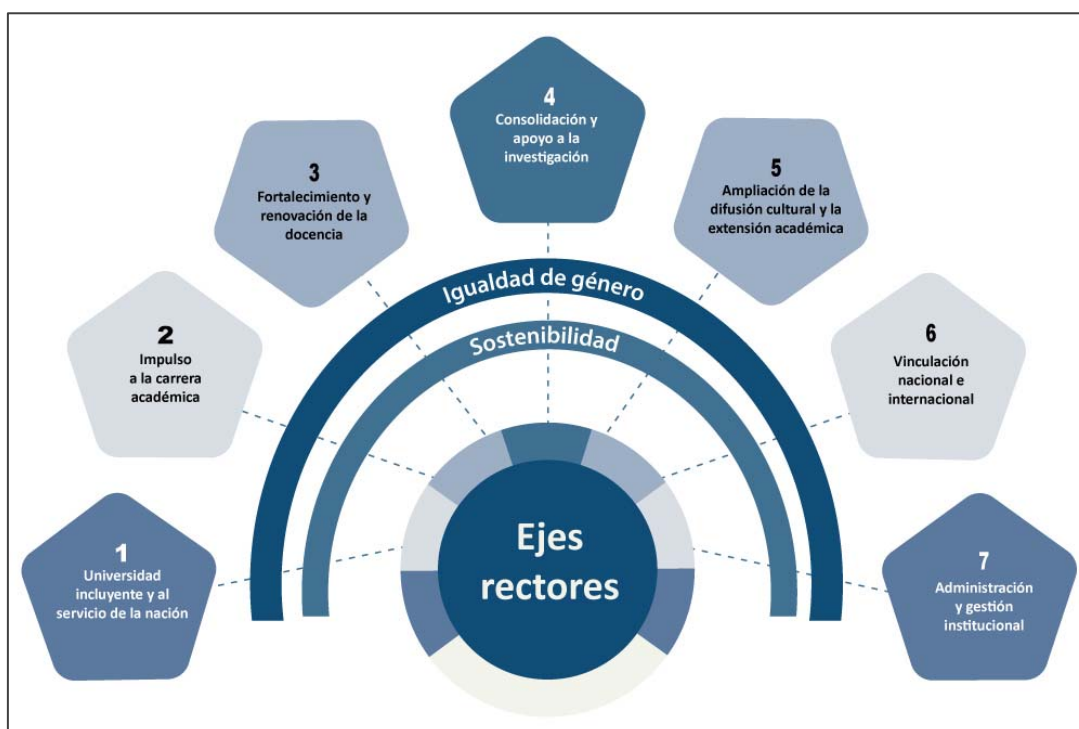 1
Universidad
incluyente y al
servicio de la nación
2
Impulso
a la carrera
académica
3
Fortalecimiento y
renovación de la
docencia
4
Consolidación y
apoyo a la
investigación
5
Ampliación de la
difusión cultural y la
extensión académica
6
Vinculación
nacional e
internacional
7
Administración
y gestión
institucional
Igualdad de género
Sostenibilidad
Ejes
rectores